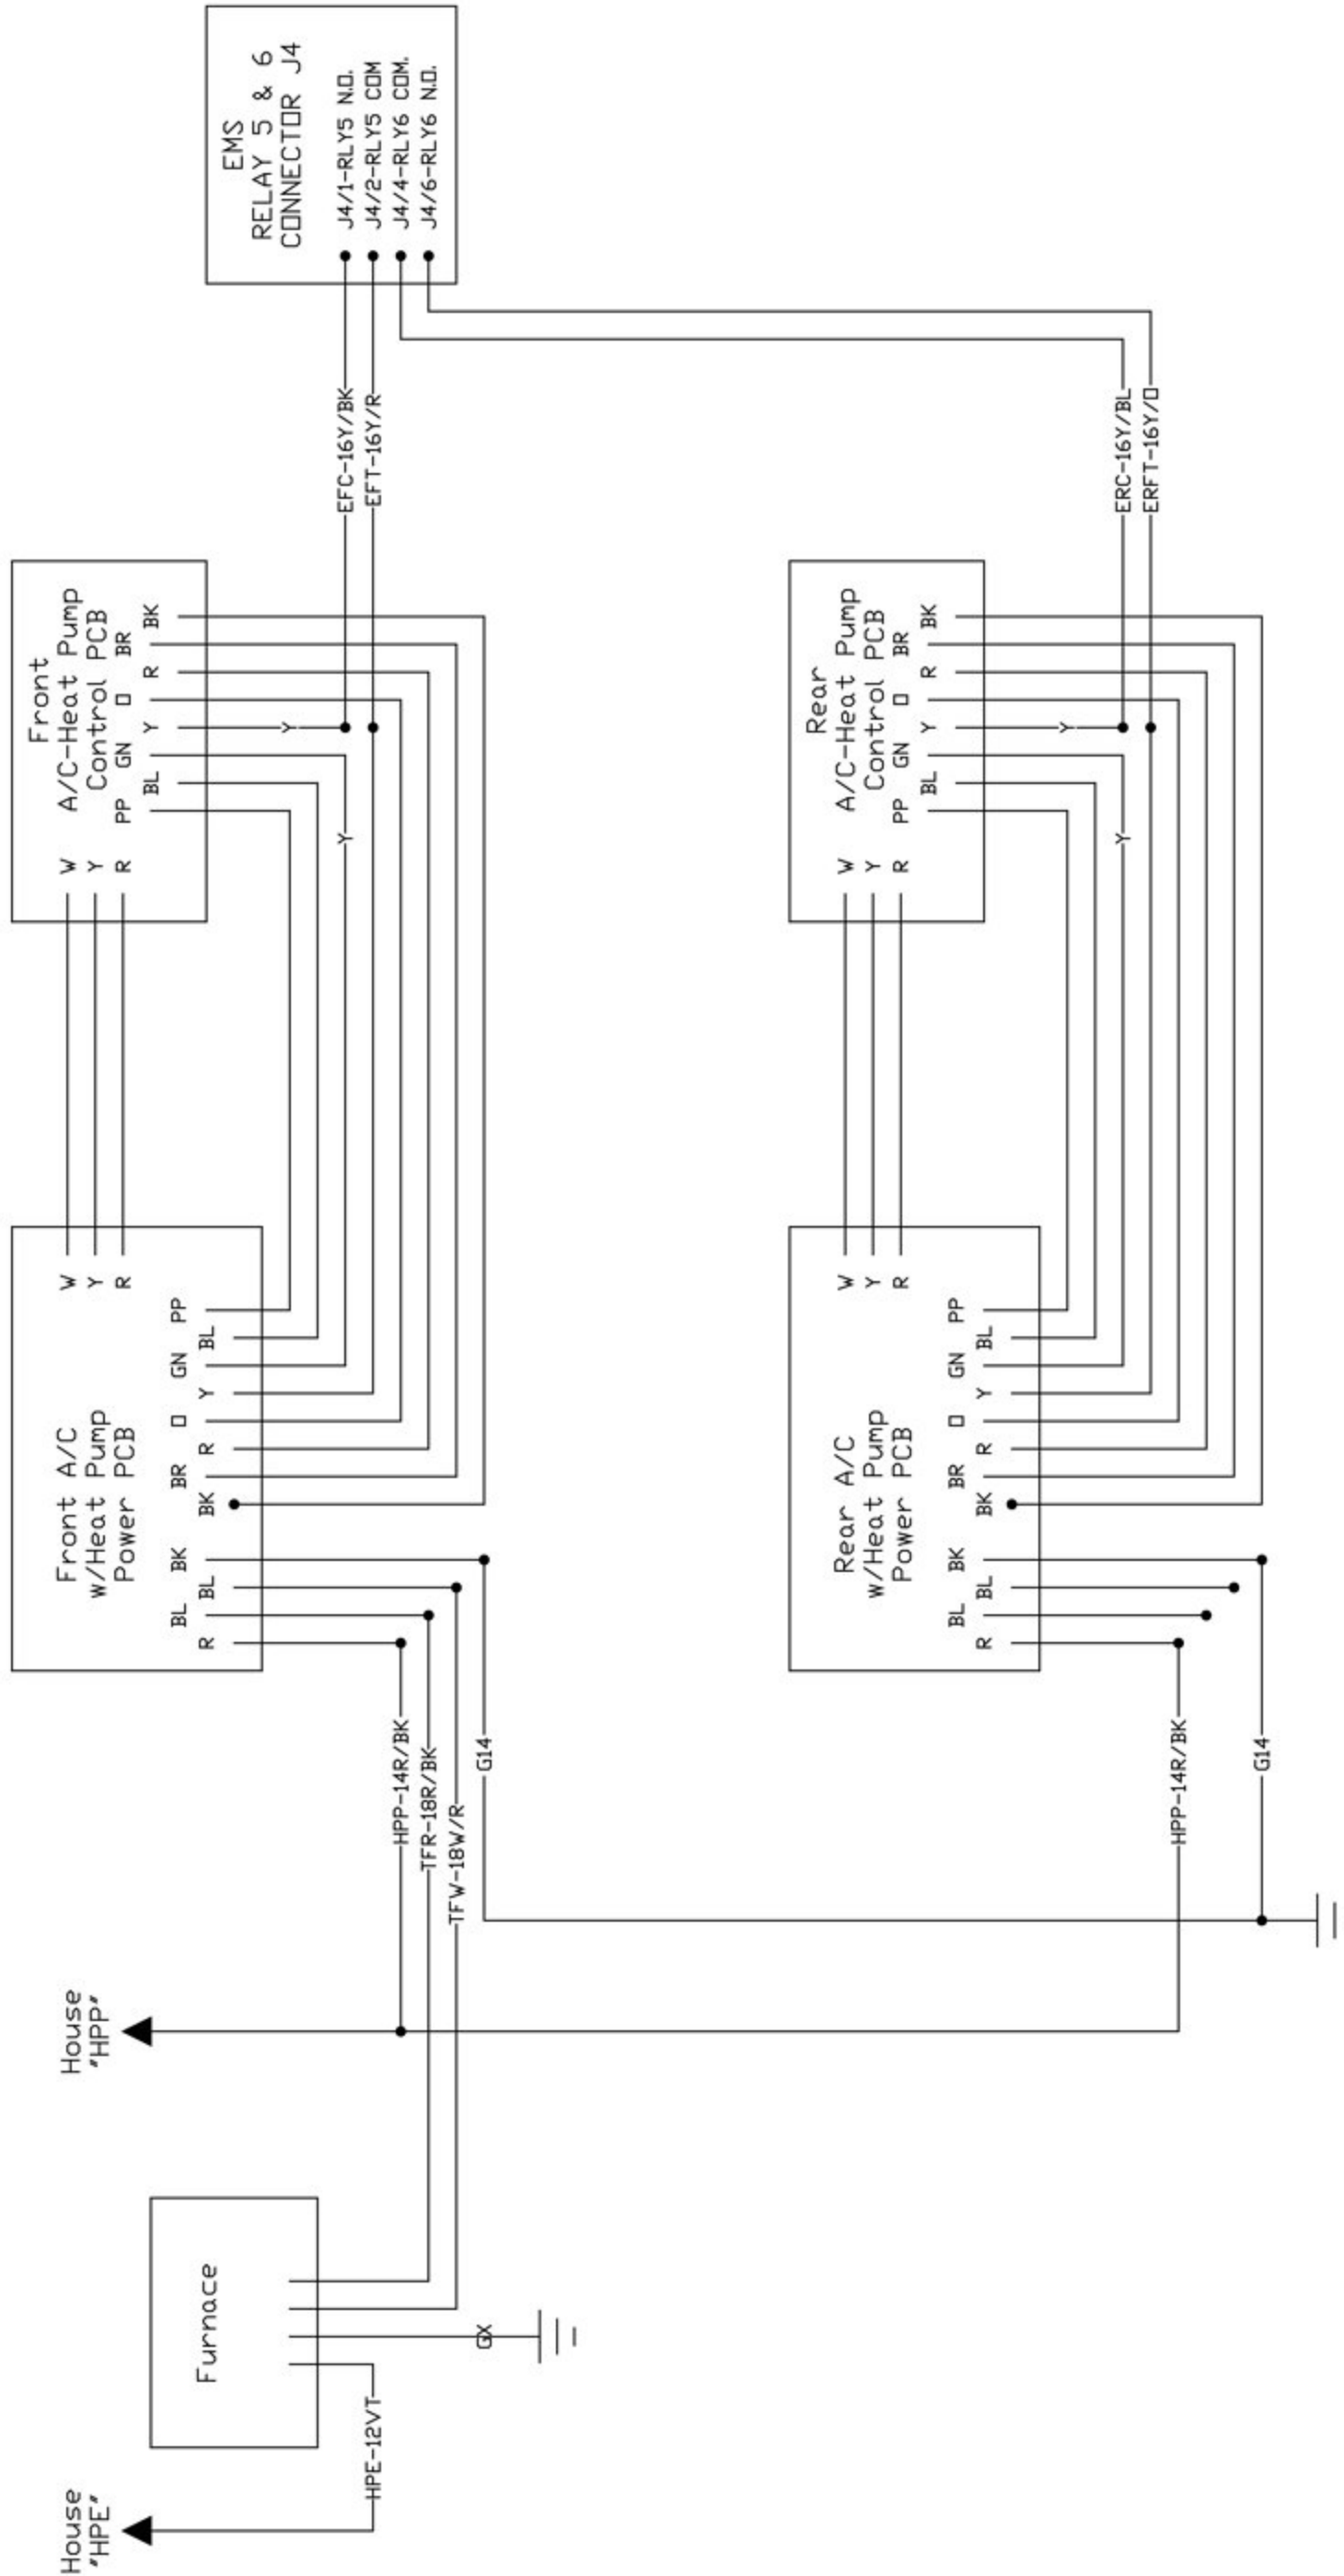 House
"HPE"
HPE-12VT
Furnace
GX
House
"HPP"
HPP-14R/BK
TFR-18R/BK
TFW-18W/R
G14
Front A/C
w/Heat Pump
Power PCB
W
Y
R
R
BL
BL
BK
BK
BR
R
O
Y
GN
BL
PP
Front
A/C-Heat Pump
Control PCB
W
Y
R
PP
BL
GN
Y
O
R
BR
BK
Y
Y
EFC-16Y/BK
EFT-16Y/R
EMS
RELAY 5 & 6
CONNECTOR J4
J4/1-RLY5 N.O.
J4/2-RLY5 COM
J4/4-RLY6 COM.
J4/6-RLY6 N.O.
HPP-14R/BK
G14
Rear A/C
w/Heat Pump
Power PCB
W
Y
R
R
BL
BL
BK
BK
BR
R
O
Y
GN
BL
PP
Rear
A/C-Heat Pump
Control PCB
W
Y
R
PP
BL
GN
Y
O
R
BR
BK
Y
Y
ERC-16Y/BL
ERFT-16Y/O